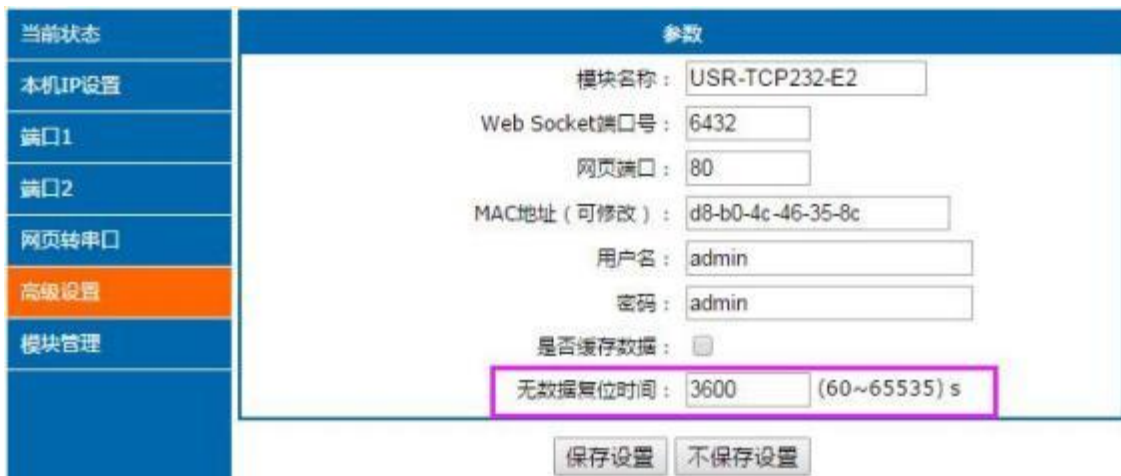 当前状态
本机IP设置
端口1
端口2
网页转串口
高级设置
模块管理
参数
模块名称： USR-TCP232-E2
Web Socket端口号： 6432
网页端口： 80
MAC地址（可修改）： d8-b0-4c-46-35-8c
用户名： admin
密码： admin
是否缓存数据：
无数据复位时间： 3600 (60~65535) s
保存设置 不保存设置